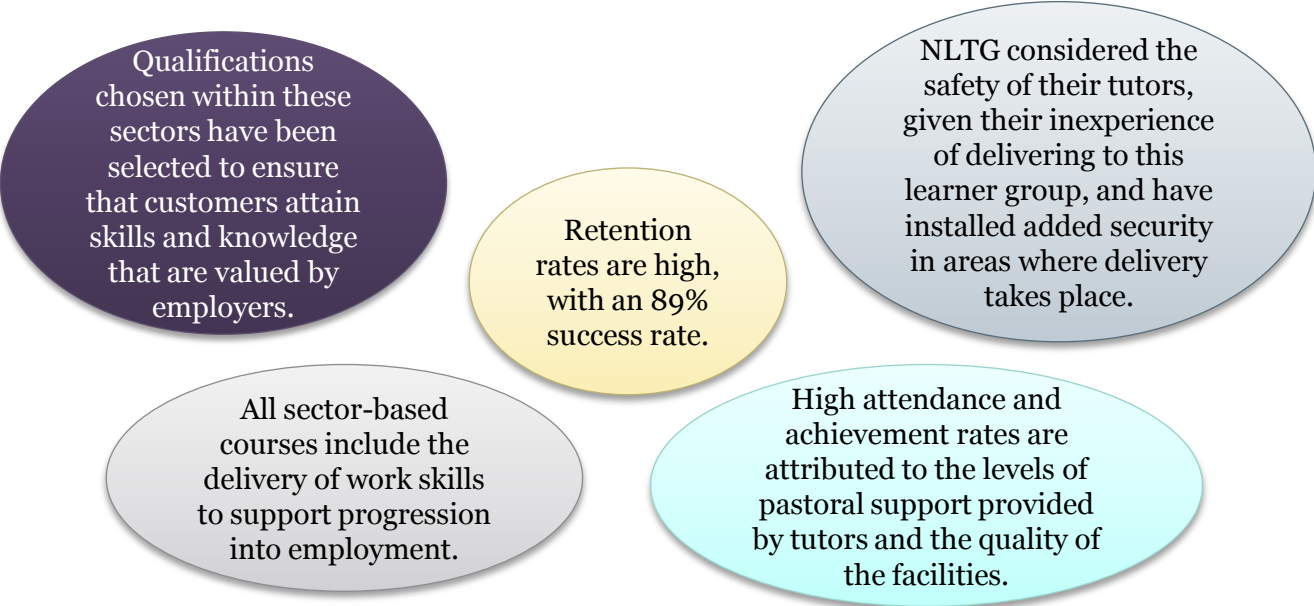 Qualifications
chosen within these
sectors have been
selected to ensure
that customers attain
skills and knowledge
that are valued by
employers.
NLTG considered the
safety of their tutors,
given their inexperience
of delivering to this
learner group, and have
installed added security
in areas where delivery
takes place.
Retention
rates are high,
with an 89%
success rate.
All sector-based
courses include the
delivery of work skills
to support progression
into employment.
High attendance and
achievement rates are
attributed to the levels of
pastoral support provided
by tutors and the quality of
the facilities.